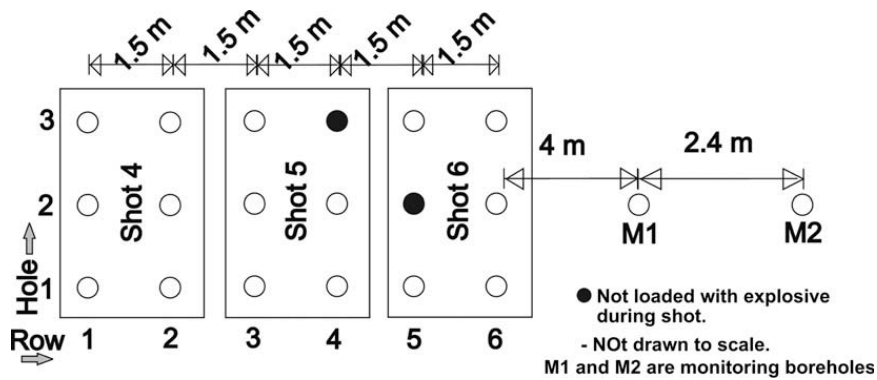 1.5 m 1.5 m 1.5 m 1.5 m 1.5 m
3
2
1
Hole
Shot 4
Shot 5
Shot 6
4 m
2.4 m
M1
M2
Row 1 2 3 4 5 6
Not loaded with explosive
during shot.
- NOt drawn to scale.
M1 and M2 are monitoring boreholes